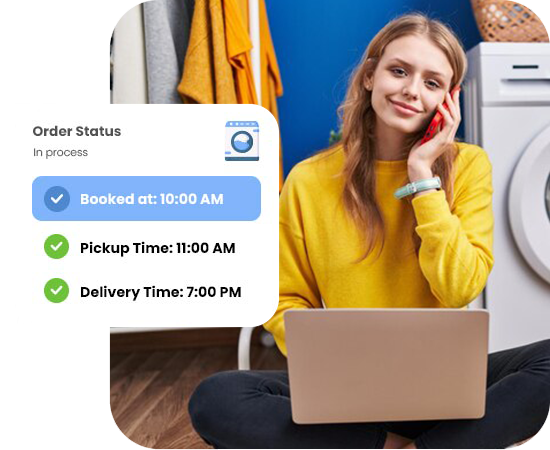 Order Status
In process
Booked at: 10:00 AM
Pickup Time: 11:00 AM
Delivery Time: 7:00 PM